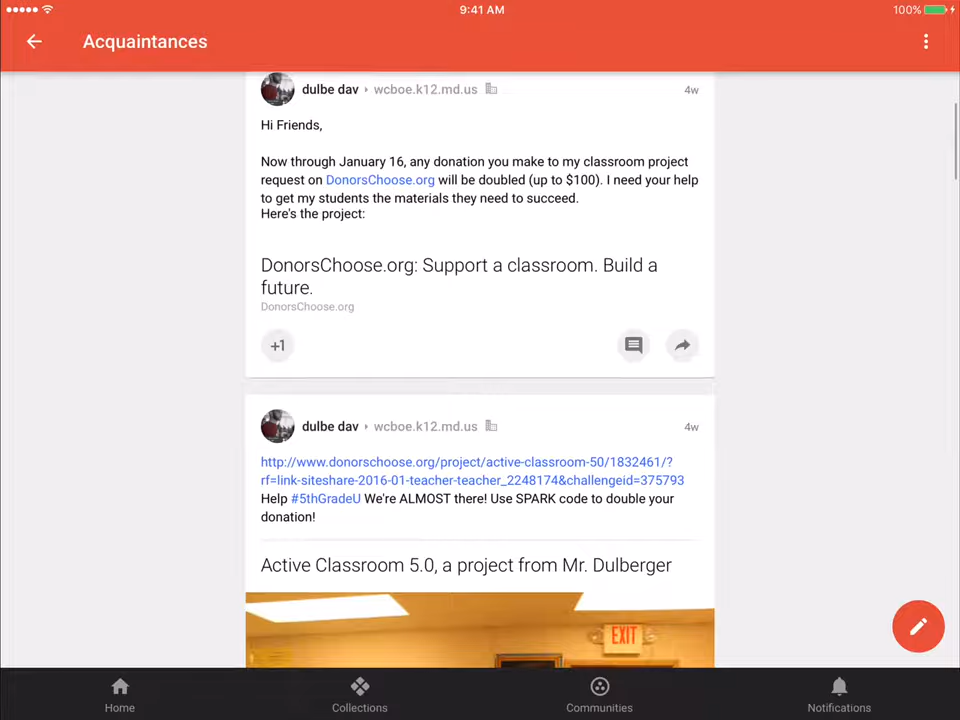 9:41 AM
100%
Acquaintances
dulbe dav wcboe.k12.md.us 4w
Hi Friends,
Now through January 16, any donation you make to my classroom project
request on DonorsChoose.org will be doubled (up to $100). I need your help
to get my students the materials they need to succeed.
Here's the project:
DonorsChoose.org: Support a classroom. Build a
future.
DonorsChoose.org
+1
dulbe dav wcboe.k12.md.us 4w
http://www.donorschoose.org/project/active-classroom-50/1832461/?
rf=link-siteshare-2016-01-teacher-teacher_2248174&challengeid=375793
Help #5thGradeU We're ALMOST there! Use SPARK code to double your
donation!
Active Classroom 5.0, a project from Mr. Dulberger
EXIT
Home
Collections
Communities
Notifications